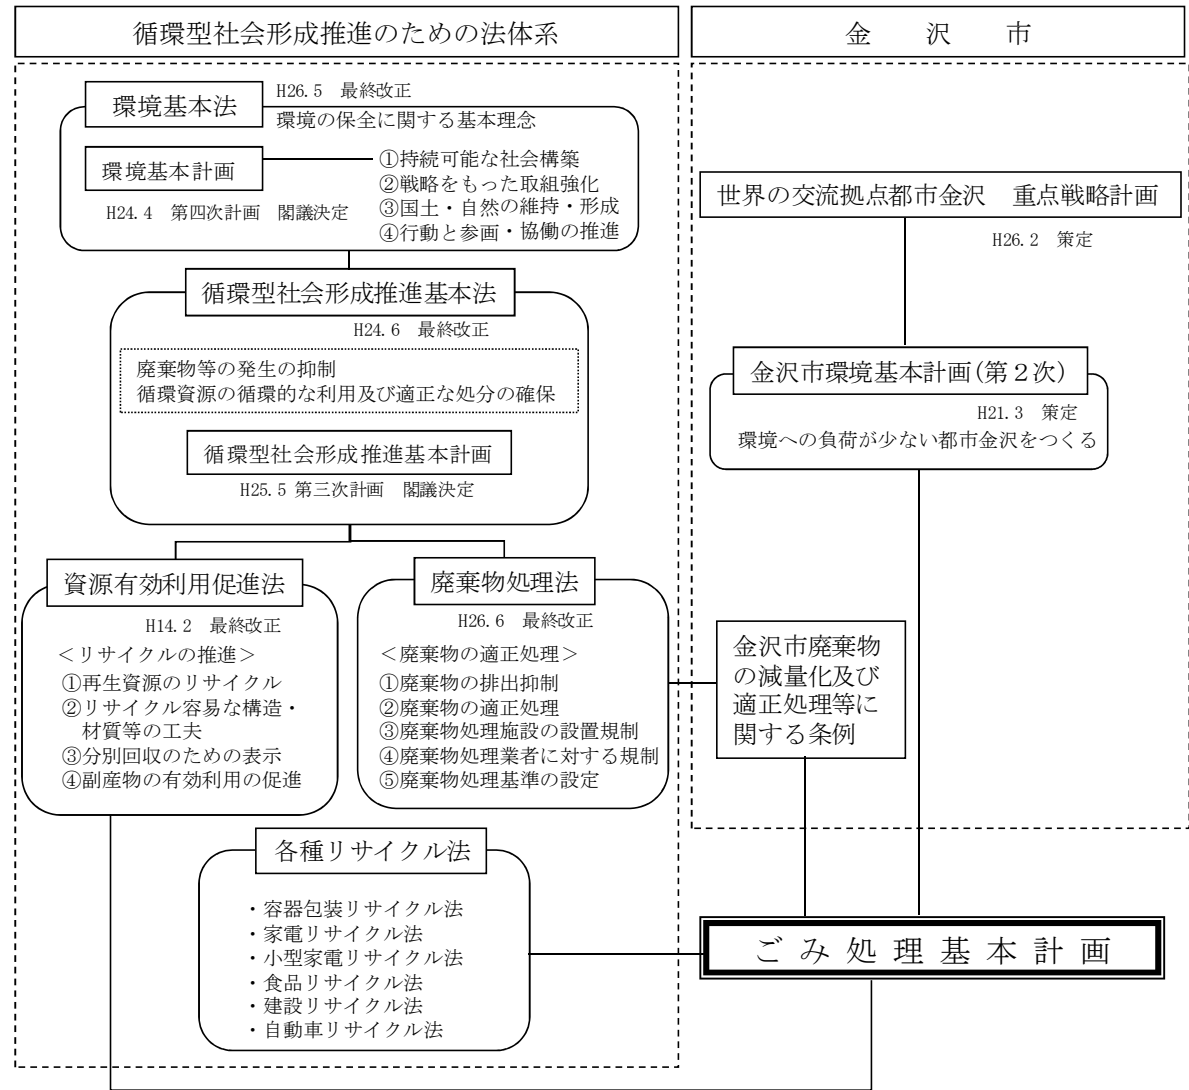 循環型社会形成推進のための法体系
環境基本法
H26.5　最終改正
環境の保全に関する基本理念
環境基本計画
H24.4　第四次計画　閣議決定
①持続可能な社会構築
②戦略をもった取組強化
③国土・自然の維持・形成
④行動と参画・協働の推進
循環型社会形成推進基本法
H24.6　最終改正
廃棄物等の発生の抑制
循環資源の循環的な利用及び適正な処分の確保
循環型社会形成推進基本計画
H25.5 第三次計画　閣議決定
資源有効利用促進法
H14.2　最終改正
＜リサイクルの推進＞
①再生資源のリサイクル
②リサイクル容易な構造・
材質等の工夫
③分別回収のための表示
④副産物の有効利用の促進
廃棄物処理法
H26.6　最終改正
＜廃棄物の適正処理＞
①廃棄物の排出抑制
②廃棄物の適正処理
③廃棄物処理施設の設置規制
④廃棄物処理業者に対する規制
⑤廃棄物処理基準の設定
各種リサイクル法
・容器包装リサイクル法
・家電リサイクル法
・小型家電リサイクル法
・食品リサイクル法
・建設リサイクル法
・自動車リサイクル法
金　沢　市
世界の交流拠点都市金沢　重点戦略計画
H26.2　策定
金沢市環境基本計画(第２次)
H21.3　策定
環境への負荷が少ない都市金沢をつくる
金沢市廃棄物
の減量化及び
適正処理等に
関する条例
ごみ処理基本計画